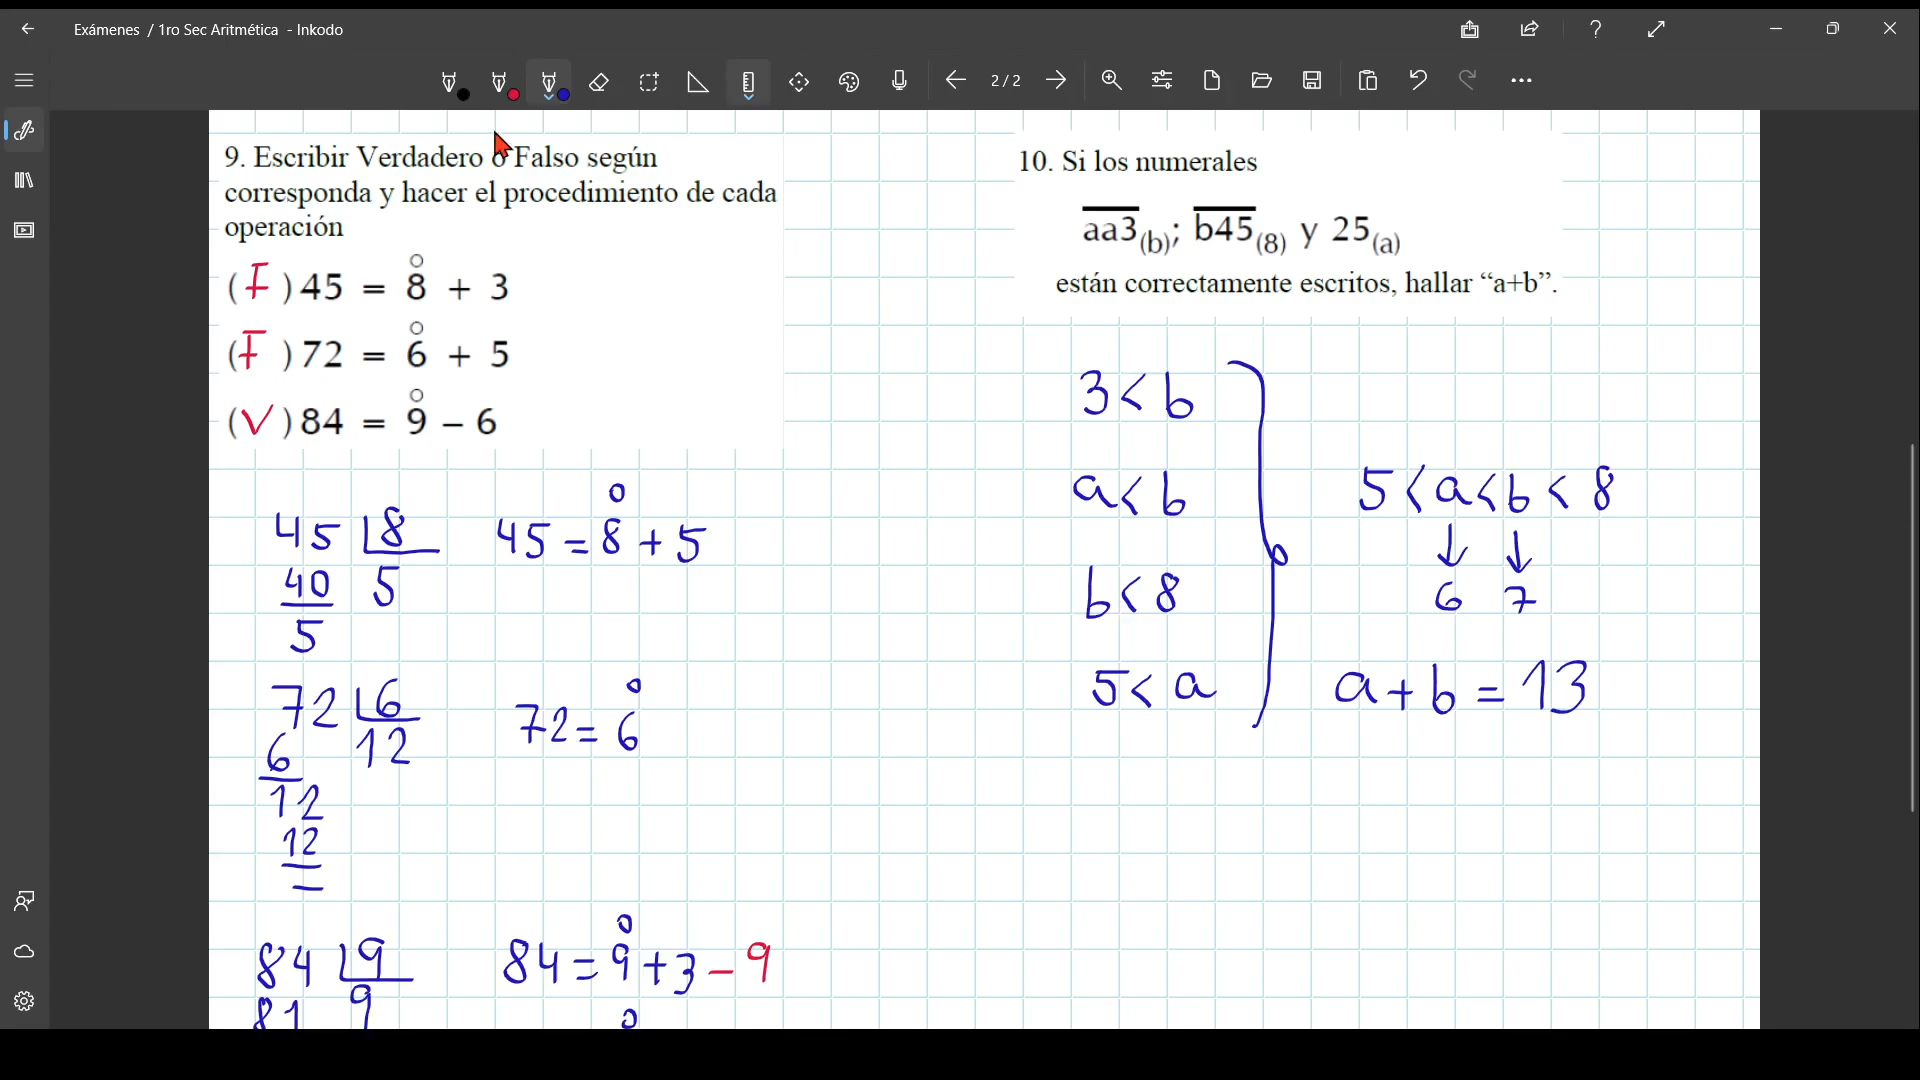 Exámenes / 1ro Sec Aritmética - Inkodo
2 / 2
9. Escribir Verdadero o Falso según
corresponda y hacer el procedimiento de cada
operación
(F) 45 = 8̊ + 3
(F) 72 = 6̊ + 5
(V) 84 = 9̊ – 6
45 |8
40 5
5
45 = 8̊ + 5
72 |6
6 12
12
12
72 = 6̊
84 |9
81 9
84 = 9̊ + 3 – 9
10. Si los numerales
aa3(b); b45(8) y 25(a)
están correctamente escritos, hallar “a+b”.
3 < b
a < b
b < 8
5 < a
5 < a < b < 8
↓ ↓
6 7
a + b = 13